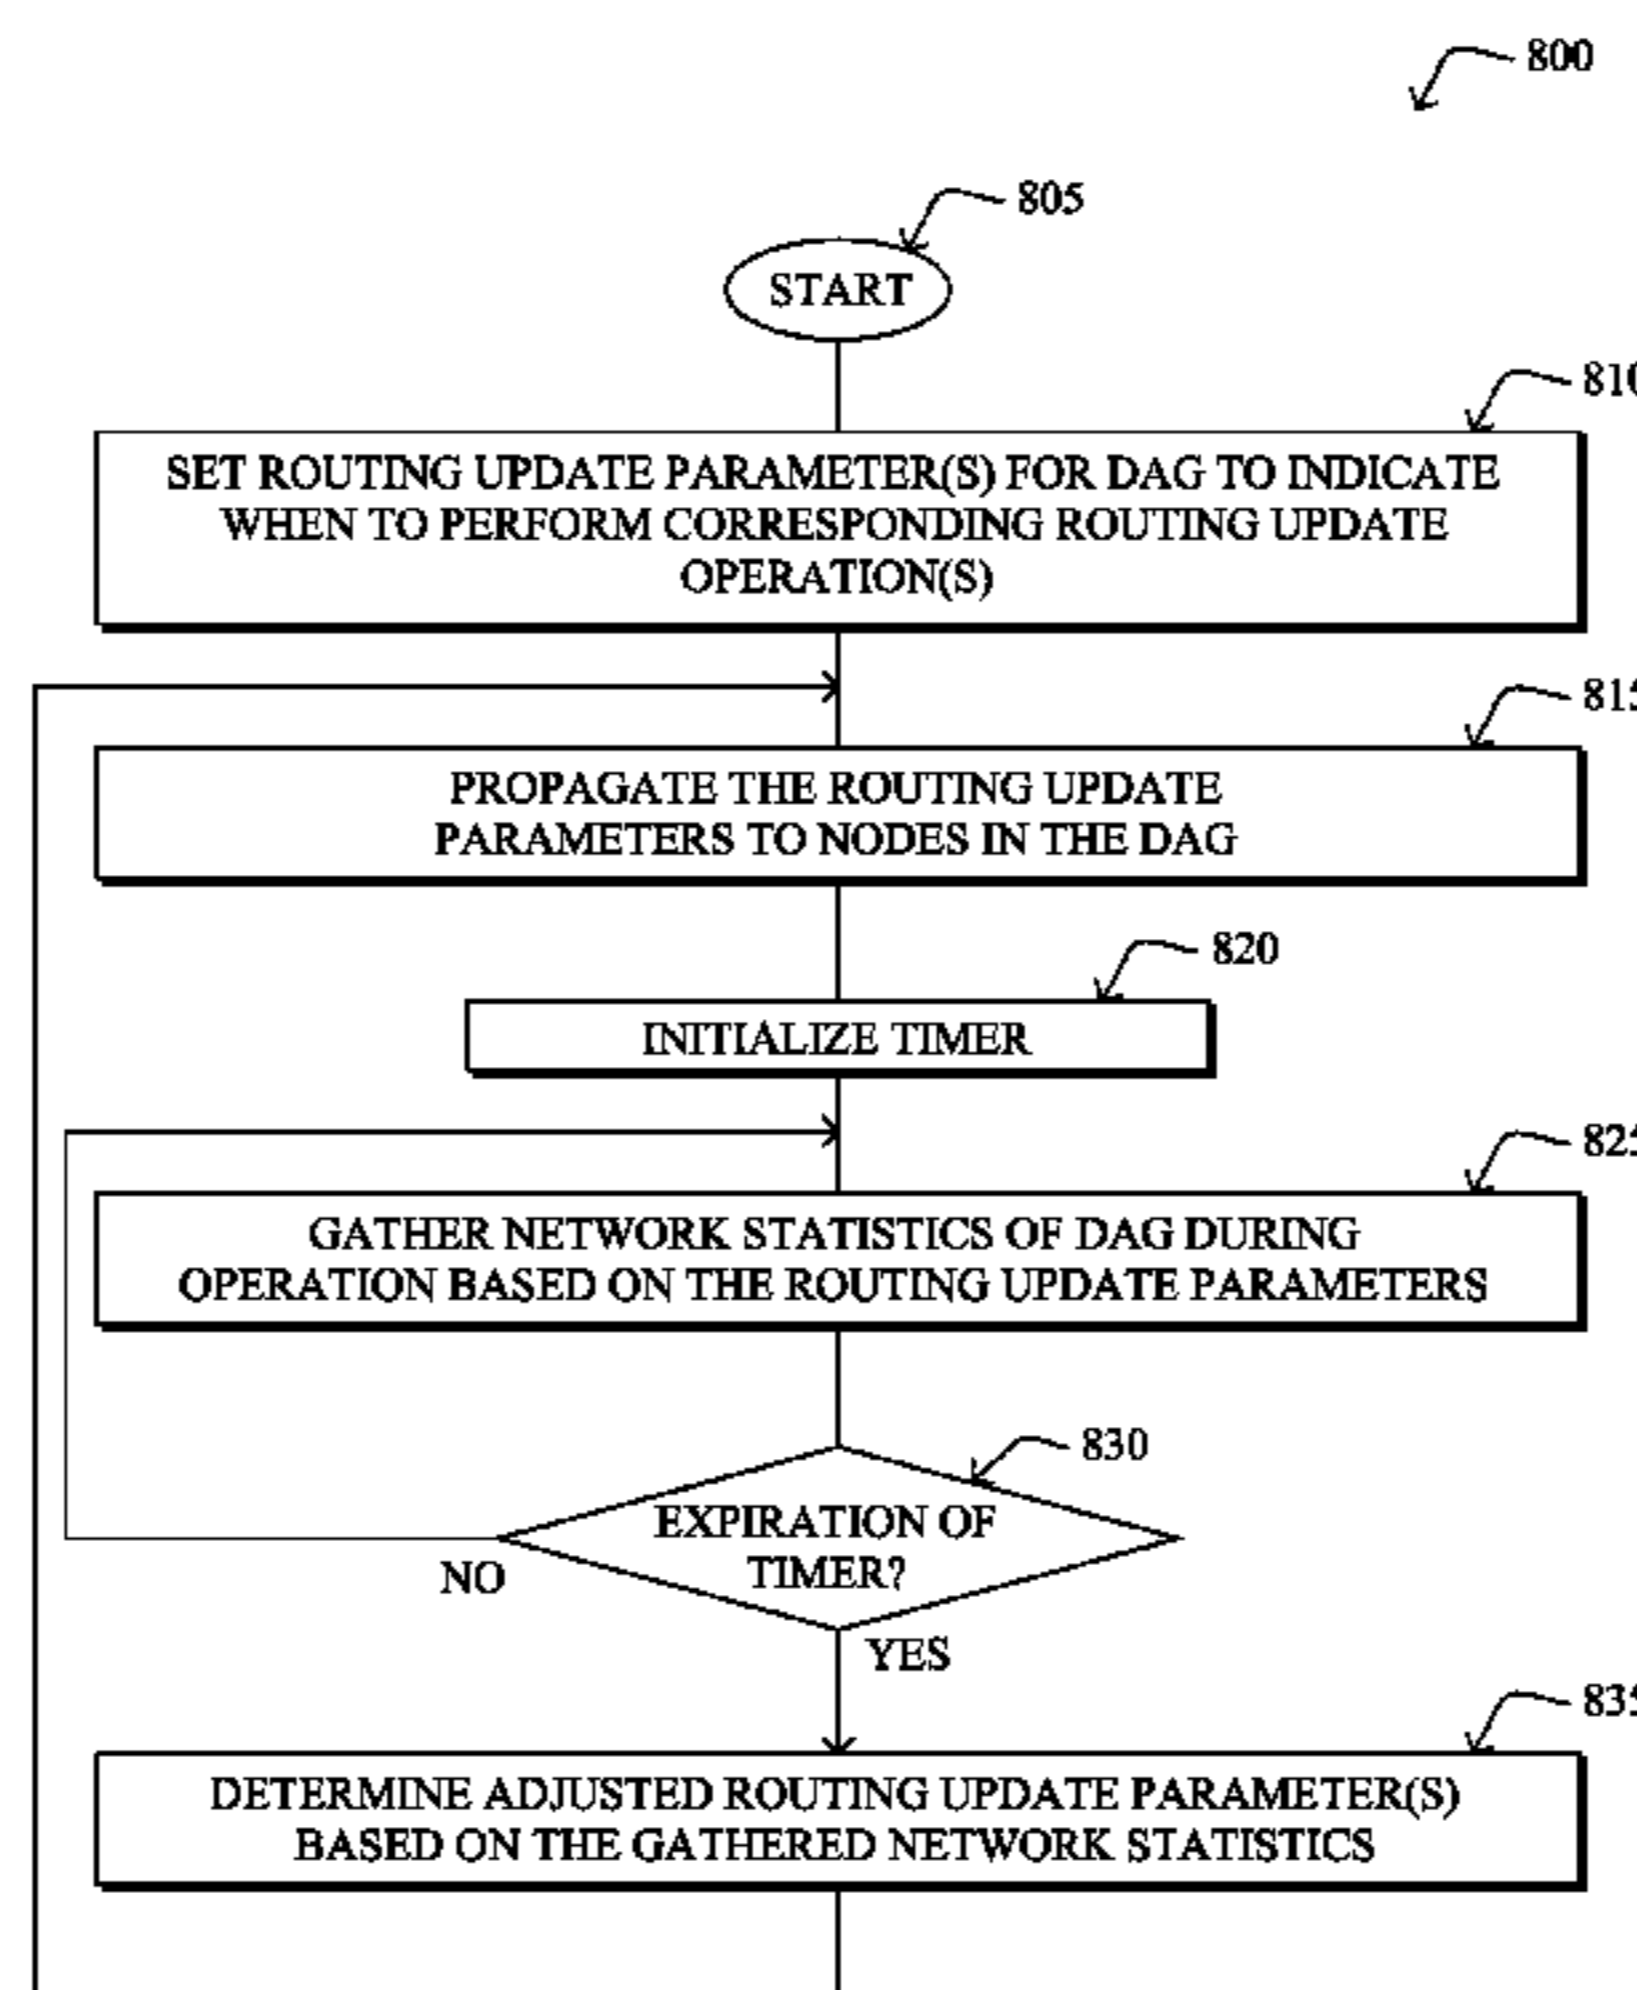 800
805
START
810
SET ROUTING UPDATE PARAMETER(S) FOR DAG TO INDICATE
WHEN TO PERFORM CORRESPONDING ROUTING UPDATE
OPERATION(S)
815
PROPAGATE THE ROUTING UPDATE
PARAMETERS TO NODES IN THE DAG
820
INITIALIZE TIMER
825
GATHER NETWORK STATISTICS OF DAG DURING
OPERATION BASED ON THE ROUTING UPDATE PARAMETERS
830
EXPIRATION OF
TIMER?
NO
YES
835
DETERMINE ADJUSTED ROUTING UPDATE PARAMETER(S)
BASED ON THE GATHERED NETWORK STATISTICS